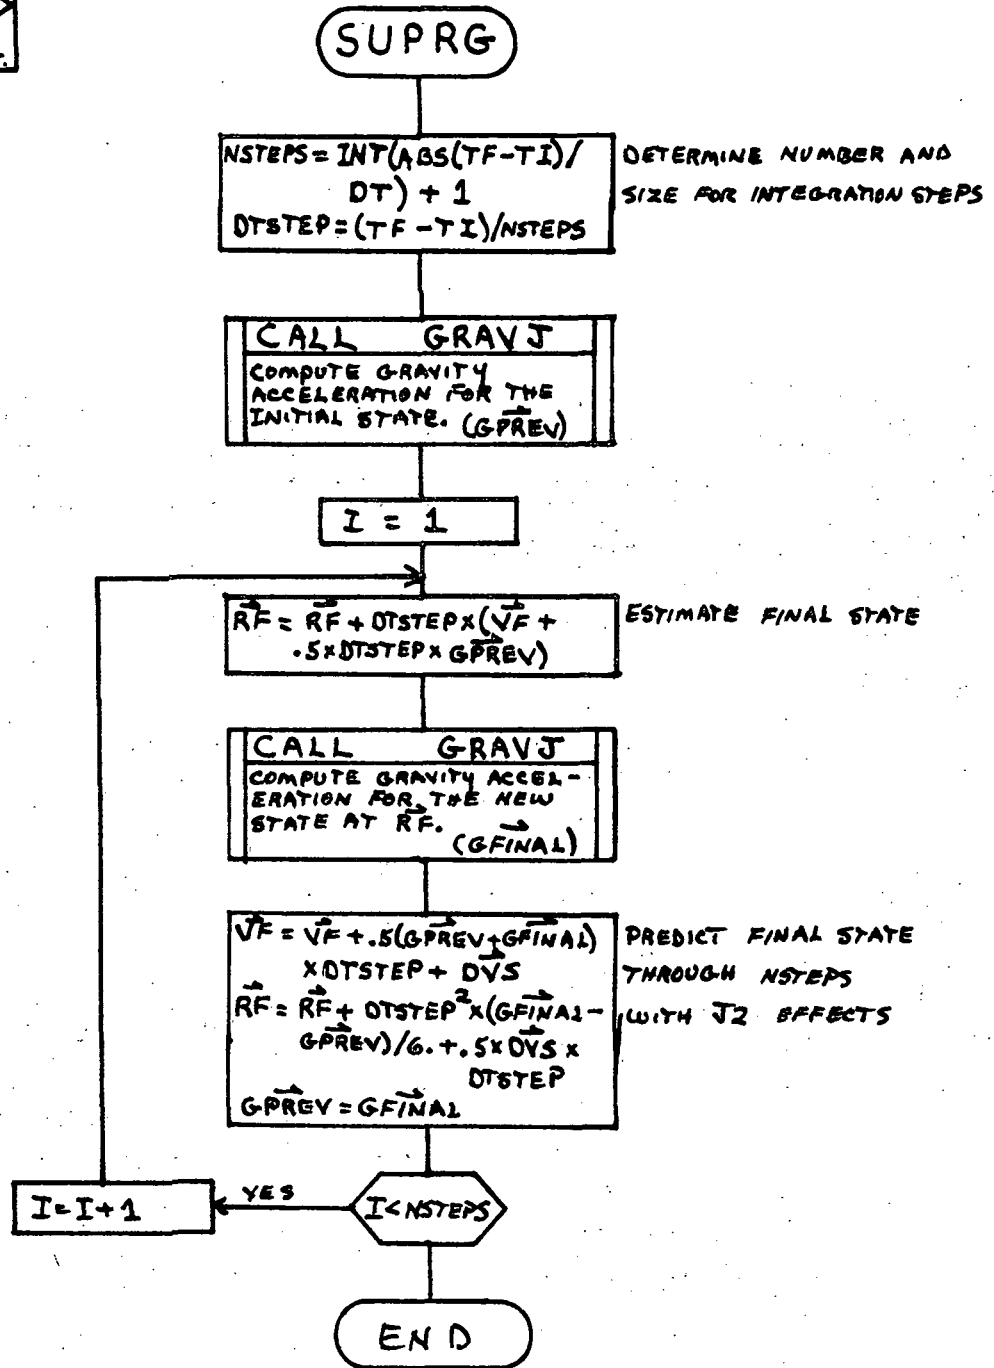 SUPRG
NSTEPS = INT(ABS(TF-TI)/
DT) + 1
DTSTEP = (TF - TI)/NSTEPS
DETERMINE NUMBER AND
SIZE FOR INTEGRATION STEPS
CALL GRAVJ
COMPUTE GRAVITY
ACCELERATION FOR THE
INITIAL STATE. (GPREV)
I = 1
RF = RF + DTSTEP x (VF +
.5 x DTSTEP x GPREV)
ESTIMATE FINAL STATE
CALL GRAVJ
COMPUTE GRAVITY ACCEL-
ERATION FOR THE NEW
STATE AT RF.
(GFINAL)
VF = VF + .5(GPREV+GFINAL)
x DTSTEP + DVS
RF = RF + DTSTEP² x (GFINAL -
GPREV)/6. + .5 x DVS x
DTSTEP
GPREV = GFINAL
PREDICT FINAL STATE
THROUGH NSTEPS
WITH J2 EFFECTS
I < NSTEPS
YES
I = I + 1
END